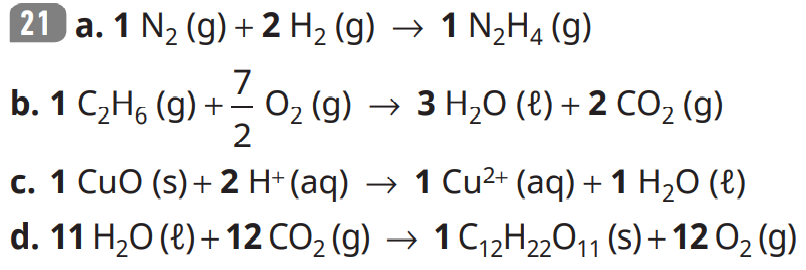 21 a. 1 N₂ (g) + 2 H₂ (g) → 1 N₂H₄ (g)
b. 1 C₂H₆ (g) + 7/2 O₂ (g) → 3 H₂O (ℓ) + 2 CO₂ (g)
c. 1 CuO (s) + 2 H⁺ (aq) → 1 Cu²⁺ (aq) + 1 H₂O (ℓ)
d. 11 H₂O (ℓ) + 12 CO₂ (g) → 1 C₁₂H₂₂O₁₁ (s) + 12 O₂ (g)